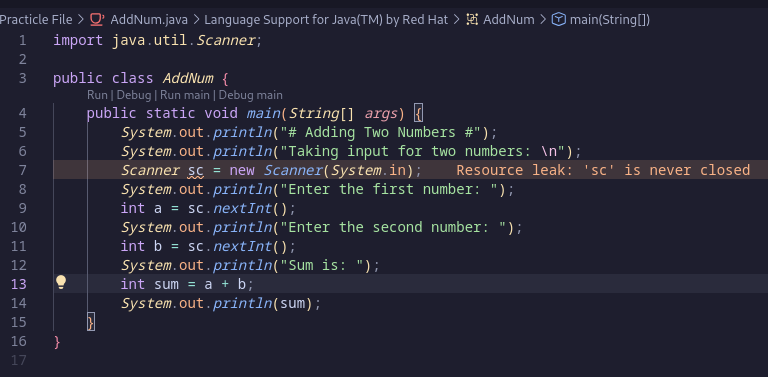 Practicle File > AddNum.java > Language Support for Java(TM) by Red Hat > AddNum > main(String[])
1 import java.util.Scanner;
2
3 public class AddNum {
Run | Debug | Run main | Debug main
4 public static void main(String[] args) {
5 System.out.println("# Adding Two Numbers #");
6 System.out.println("Taking input for two numbers: \n");
7 Scanner sc = new Scanner(System.in); Resource leak: 'sc' is never closed
8 System.out.println("Enter the first number: ");
9 int a = sc.nextInt();
10 System.out.println("Enter the second number: ");
11 int b = sc.nextInt();
12 System.out.println("Sum is: ");
13 int sum = a + b;
14 System.out.println(sum);
15 }
16 }
17